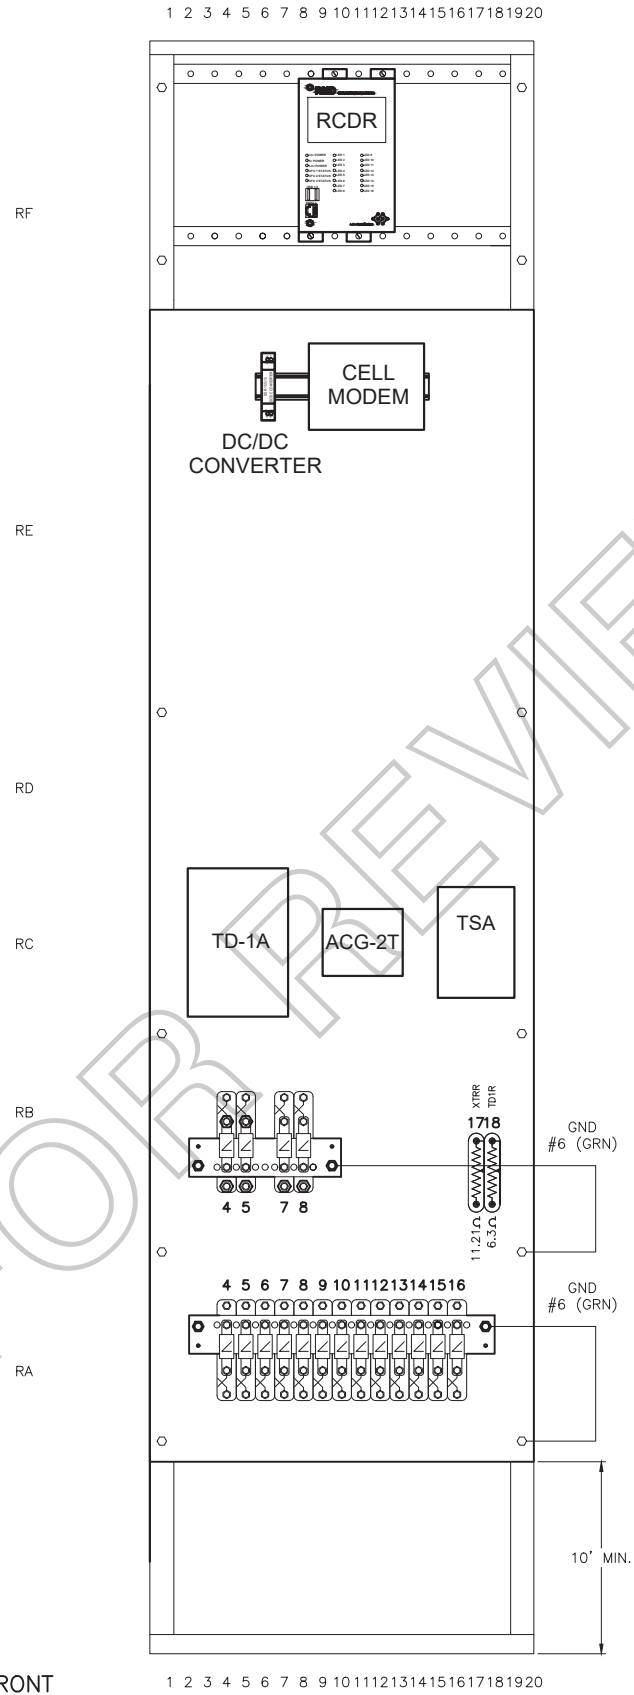 1 2 3 4 5 6 7 8 9 10 11 12 13 14 15 16 17 18 19 20
RCDR
RF
CELL
MODEM
DC/DC
CONVERTER
RE
RD
TD-1A
ACG-2T
TSA
RC
RB
XTRR
TD1R
17 18
GND
#6 (GRN)
4 5 7 8
11.21Ω
6.3Ω
4 5 6 7 8 9 10 11 12 13 14 15 16
GND
#6 (GRN)
RA
10' MIN.
RONT
1 2 3 4 5 6 7 8 9 10 11 12 13 14 15 16 17 18 19 20
OR REVIE